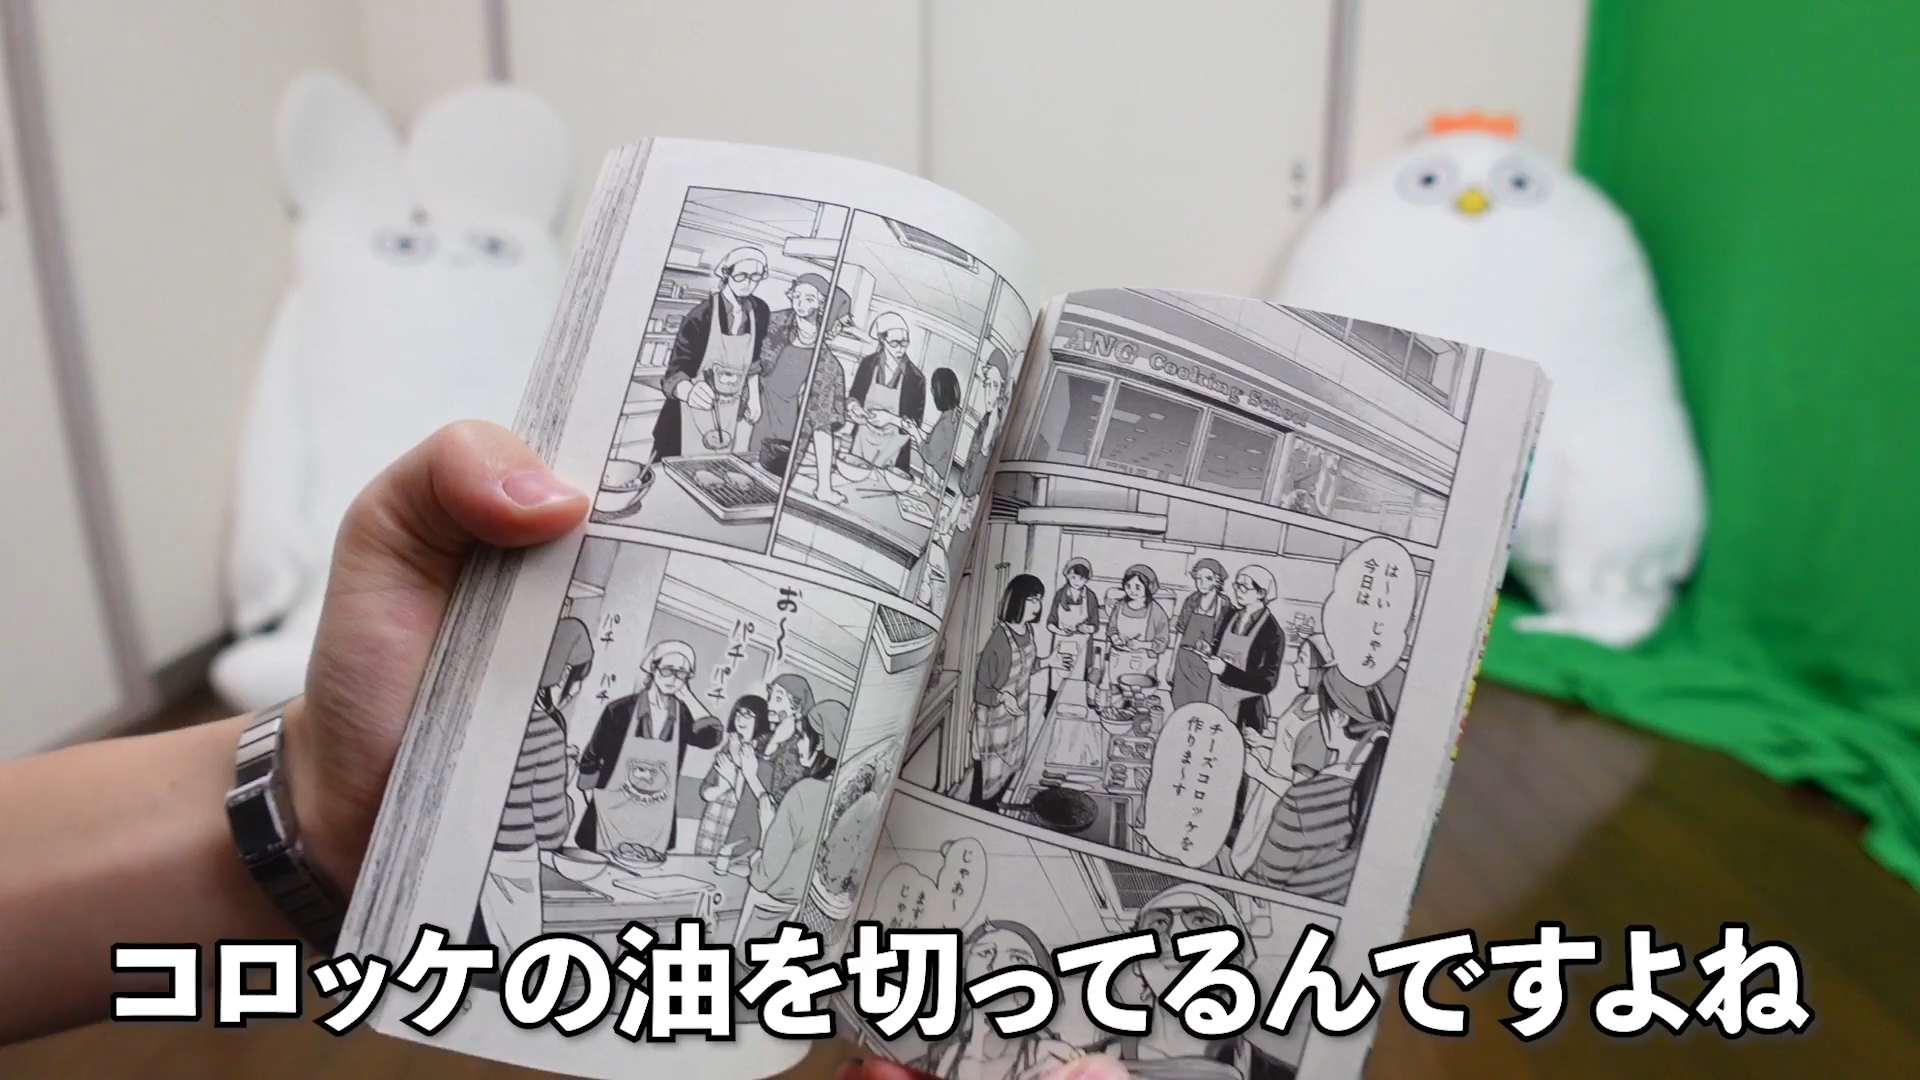 ANG Cooking School
は〜いじゃあ
今日は
チーズコロッケを
作りま〜す
じゃあ〜
まず
お〜
パチ
パチ
パチ
パチ
コロッケの油を切ってるんですよね